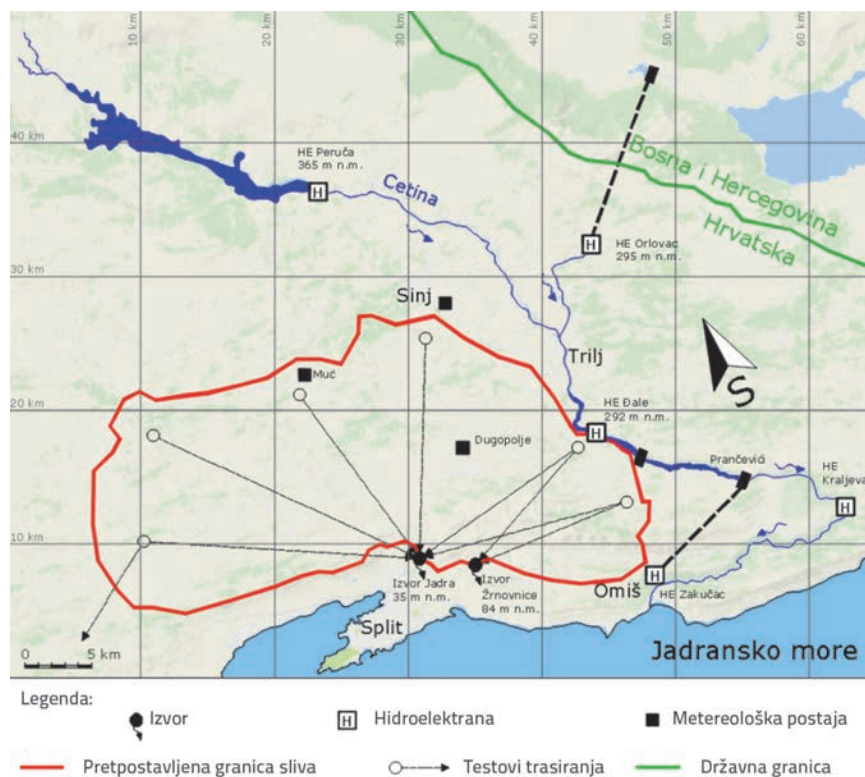 10 km
20 km
30 km
40 km
50 km
60 km
40 km
HE Peruča
365 m n.m.
Cetina
Bosna i Hercegovina
Hrvatska
HE Orlovac
295 m n.m.
30 km
Sinj
Trilj
Muć
20 km
HE Đale
292 m n.m.
Dugopolje
Prančevići
HE
Kraljeva
S
10 km
Izvor Jadra
35 m n.m.
Izvor
Žrnovnice
84 m n.m.
Omiš
HE Zakučac
Split
Jadransko more
0 5 km
Legenda:
Izvor
H Hidroelektrana
Metereološka postaja
Pretpostavljena granica sliva
Testovi trasiranja
Državna granica